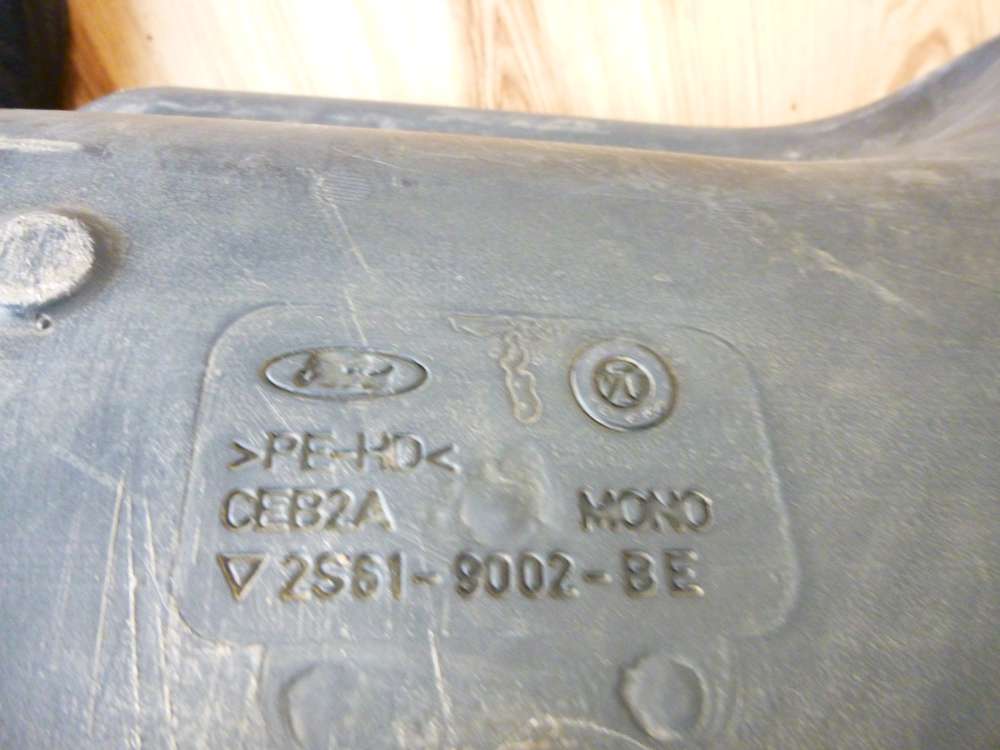 >PE-HD<
CEB2A MONO
2S61-9002-BE